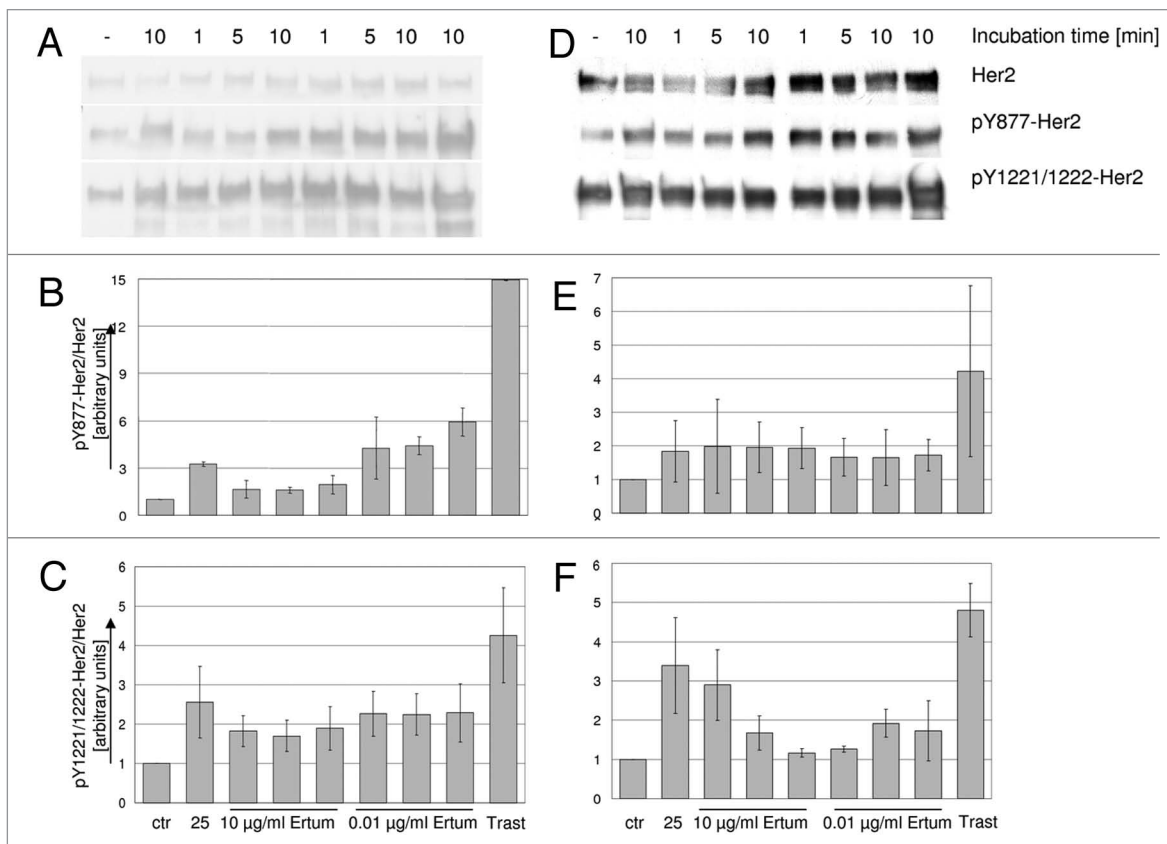 A
- 10 1 5 10 1 5 10 10
D
- 10 1 5 10 1 5 10 10 Incubation time [min]
Her2
pY877-Her2
pY1221/1222-Her2
B
pY877-Her2/Her2
[arbitrary units]
15
12
9
6
3
0
E
7
6
5
4
3
2
1
0
C
pY1221/1222-Her2/Her2
[arbitrary units]
6
5
4
3
2
1
0
ctr 25 10 µg/ml Ertum 0.01 µg/ml Ertum Trast
F
6
5
4
3
2
1
0
ctr 25 10 µg/ml Ertum 0.01 µg/ml Ertum Trast